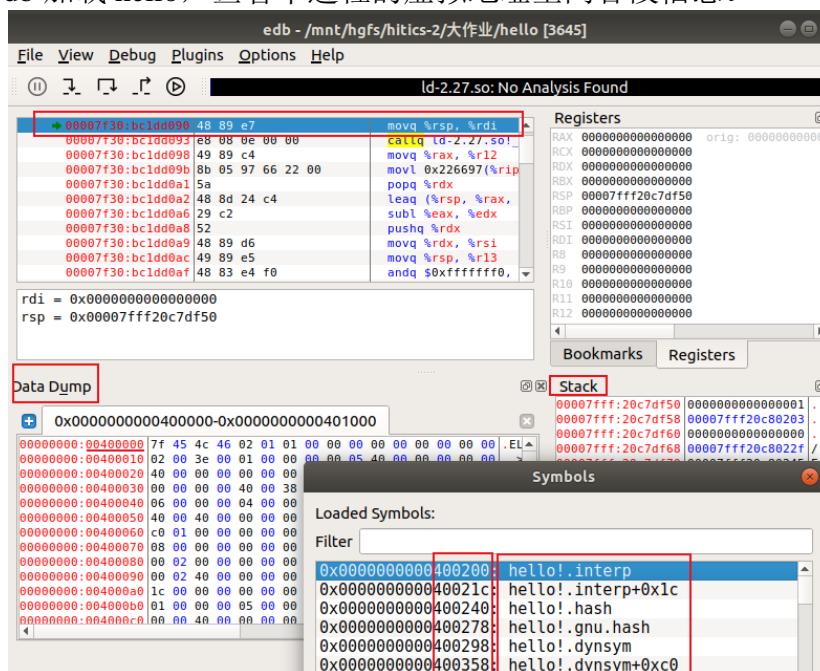 edb - /mnt/hgfs/hitics-2/大作业/hello [3645]
File View Debug Plugins Options Help
ld-2.27.so: No Analysis Found
00007f30:bc1dd090 48 89 e7 movq %rsp, %rdi
00007f30:bc1dd093 e8 08 0e 00 00 callq ld-2.27.so!_
00007f30:bc1dd098 49 89 c4 movq %rax, %r12
00007f30:bc1dd09b 8b 05 97 66 22 00 movl 0x226697(%rip
00007f30:bc1dd0a1 5a popq %rdx
00007f30:bc1dd0a2 48 8d 24 c4 leaq (%rsp, %rax,
00007f30:bc1dd0a6 29 c2 subl %eax, %edx
00007f30:bc1dd0a8 52 pushq %rdx
00007f30:bc1dd0a9 48 89 d6 movq %rdx, %rsi
00007f30:bc1dd0ac 49 89 e5 movq %rsp, %r13
00007f30:bc1dd0af 48 83 e4 f0 andq $0xfffffff0,
rdi = 0x0000000000000000
rsp = 0x00007fff20c7df50
Registers
RAX 0000000000000000 orig: 00000000000
RCX 0000000000000000
RDX 0000000000000000
RBX 0000000000000000
RSP 00007fff20c7df50
RBP 0000000000000000
RSI 0000000000000000
RDI 0000000000000000
R8 0000000000000000
R9 0000000000000000
R10 0000000000000000
R11 0000000000000000
R12 0000000000000000
Bookmarks Registers
Data Dump
0x0000000000400000-0x0000000000401000
00000000:00400000 7f 45 4c 46 02 01 01 00 00 00 00 00 00 00 00 00 .EL
00000000:00400010 02 00 3e 00 01 00 00 00
00000000:00400020 40 00 00 00 00 00 00
00000000:00400030 00 00 00 00 40 00 38
00000000:00400040 06 00 00 00 04 00 00
00000000:00400050 40 00 40 00 00 00 00
00000000:00400060 c0 01 00 00 00 00 00
00000000:00400070 08 00 00 00 00 00 00
00000000:00400080 00 02 00 00 00 00 00
00000000:00400090 00 02 40 00 00 00 00
00000000:004000a0 1c 00 00 00 00 00 00
00000000:004000b0 01 00 00 00 05 00 00
00000000:004000c0 00 00 40 00 00 00 00
Stack
00007fff:20c7df50 0000000000000001 .
00007fff:20c7df58 00007fff20c80203 .
00007fff:20c7df60 0000000000000000 .
00007fff:20c7df68 00007fff20c8022f /
Symbols
Loaded Symbols:
Filter
0x0000000000400200: hello!.interp
0x000000000040021c: hello!.interp+0x1c
0x0000000000400240: hello!.hash
0x0000000000400278: hello!.gnu.hash
0x0000000000400298: hello!.dynsym
0x0000000000400358: hello!.dynsym+0xc0